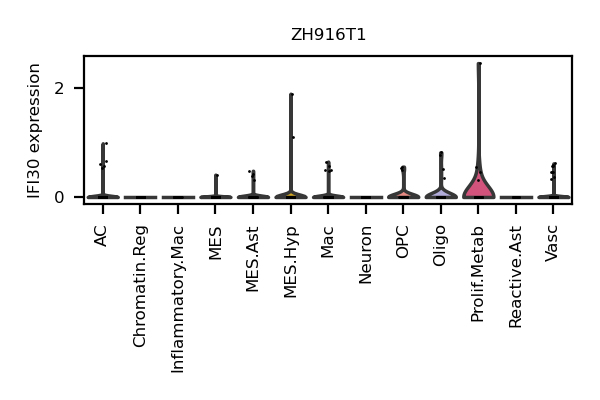 ZH916T1
IFI30 expression
2
0
AC
Chromatin.Reg
Inflammatory.Mac
MES
MES.Ast
MES.Hyp
Mac
Neuron
OPC
Oligo
Prolif.Metab
Reactive.Ast
Vasc